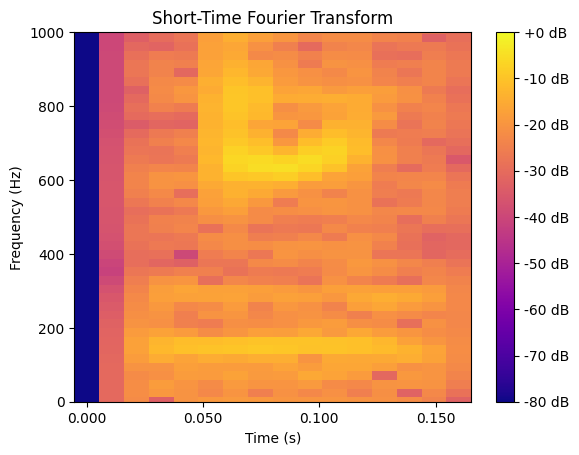 Short-Time Fourier Transform
Frequency (Hz)
1000
800
600
400
200
0
0.000
0.050
0.100
0.150
Time (s)
+0 dB
-10 dB
-20 dB
-30 dB
-40 dB
-50 dB
-60 dB
-70 dB
-80 dB